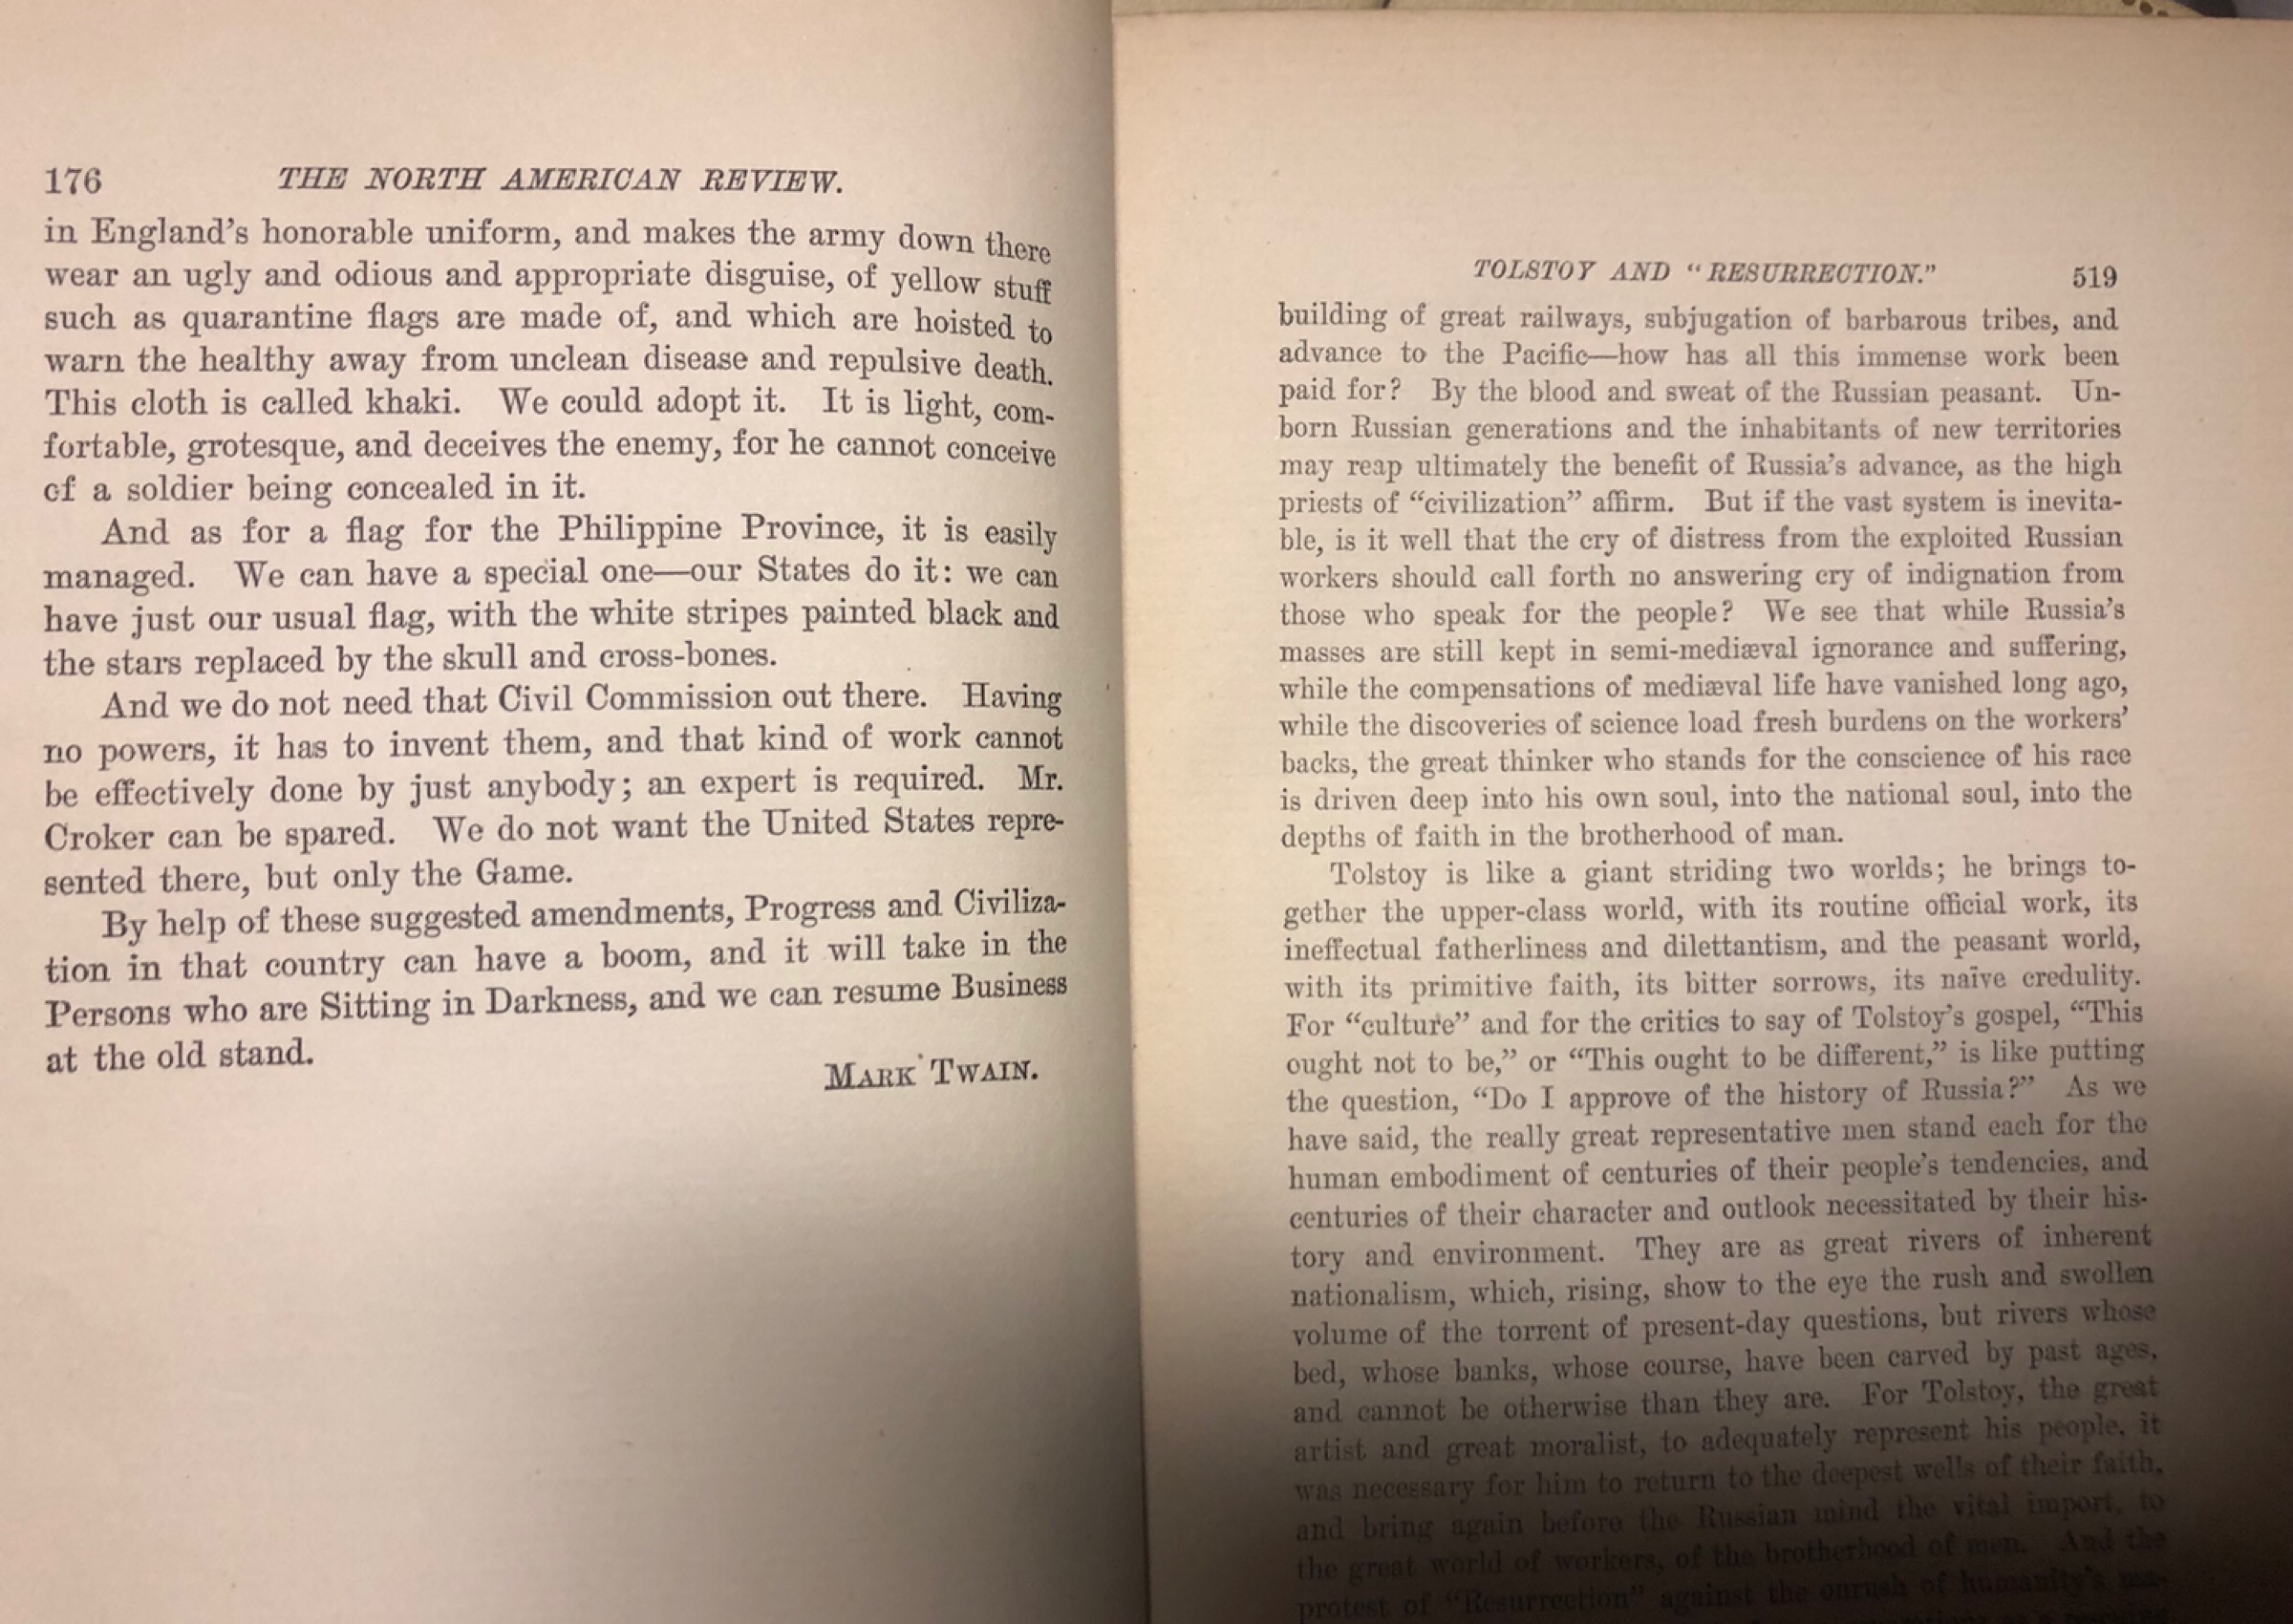 176 THE NORTH AMERICAN REVIEW.
in England's honorable uniform, and makes the army down there
wear an ugly and odious and appropriate disguise, of yellow stuff
such as quarantine flags are made of, and which are hoisted to
warn the healthy away from unclean disease and repulsive death.
This cloth is called khaki. We could adopt it. It is light, com-
fortable, grotesque, and deceives the enemy, for he cannot conceive
of a soldier being concealed in it.
And as for a flag for the Philippine Province, it is easily
managed. We can have a special one—our States do it: we can
have just our usual flag, with the white stripes painted black and
the stars replaced by the skull and cross-bones.
And we do not need that Civil Commission out there. Having
no powers, it has to invent them, and that kind of work cannot
be effectively done by just anybody; an expert is required. Mr.
Croker can be spared. We do not want the United States repre-
sented there, but only the Game.
By help of these suggested amendments, Progress and Civiliza-
tion in that country can have a boom, and it will take in the
Persons who are Sitting in Darkness, and we can resume Business
at the old stand.
MARK TWAIN.
TOLSTOY AND "RESURRECTION." 519
building of great railways, subjugation of barbarous tribes, and
advance to the Pacific—how has all this immense work been
paid for? By the blood and sweat of the Russian peasant. Un-
born Russian generations and the inhabitants of new territories
may reap ultimately the benefit of Russia's advance, as the high
priests of "civilization" affirm. But if the vast system is inevita-
ble, is it well that the cry of distress from the exploited Russian
workers should call forth no answering cry of indignation from
those who speak for the people? We see that while Russia's
masses are still kept in semi-mediæval ignorance and suffering,
while the compensations of mediæval life have vanished long ago,
while the discoveries of science load fresh burdens on the workers'
backs, the great thinker who stands for the conscience of his race
is driven deep into his own soul, into the national soul, into the
depths of faith in the brotherhood of man.
Tolstoy is like a giant striding two worlds; he brings to-
gether the upper-class world, with its routine official work, its
ineffectual fatherliness and dilettantism, and the peasant world,
with its primitive faith, its bitter sorrows, its naïve credulity.
For "culture" and for the critics to say of Tolstoy's gospel, "This
ought not to be," or "This ought to be different," is like putting
the question, "Do I approve of the history of Russia?" As we
have said, the really great representative men stand each for the
human embodiment of centuries of their people's tendencies, and
centuries of their character and outlook necessitated by their his-
tory and environment. They are as great rivers of inherent
nationalism, which, rising, show to the eye the rush and swollen
volume of the torrent of present-day questions, but rivers whose
bed, whose banks, whose course, have been carved by past ages,
and cannot be otherwise than they are. For Tolstoy, the great
artist and great moralist, to adequately represent his people, it
was necessary for him to return to the deepest wells of their faith,
and bring again before the Russian mind the vital import, to
the great world of workers, of the brotherhood of men. And the
protest of "Resurrection" against the onrush of humanity's ma-